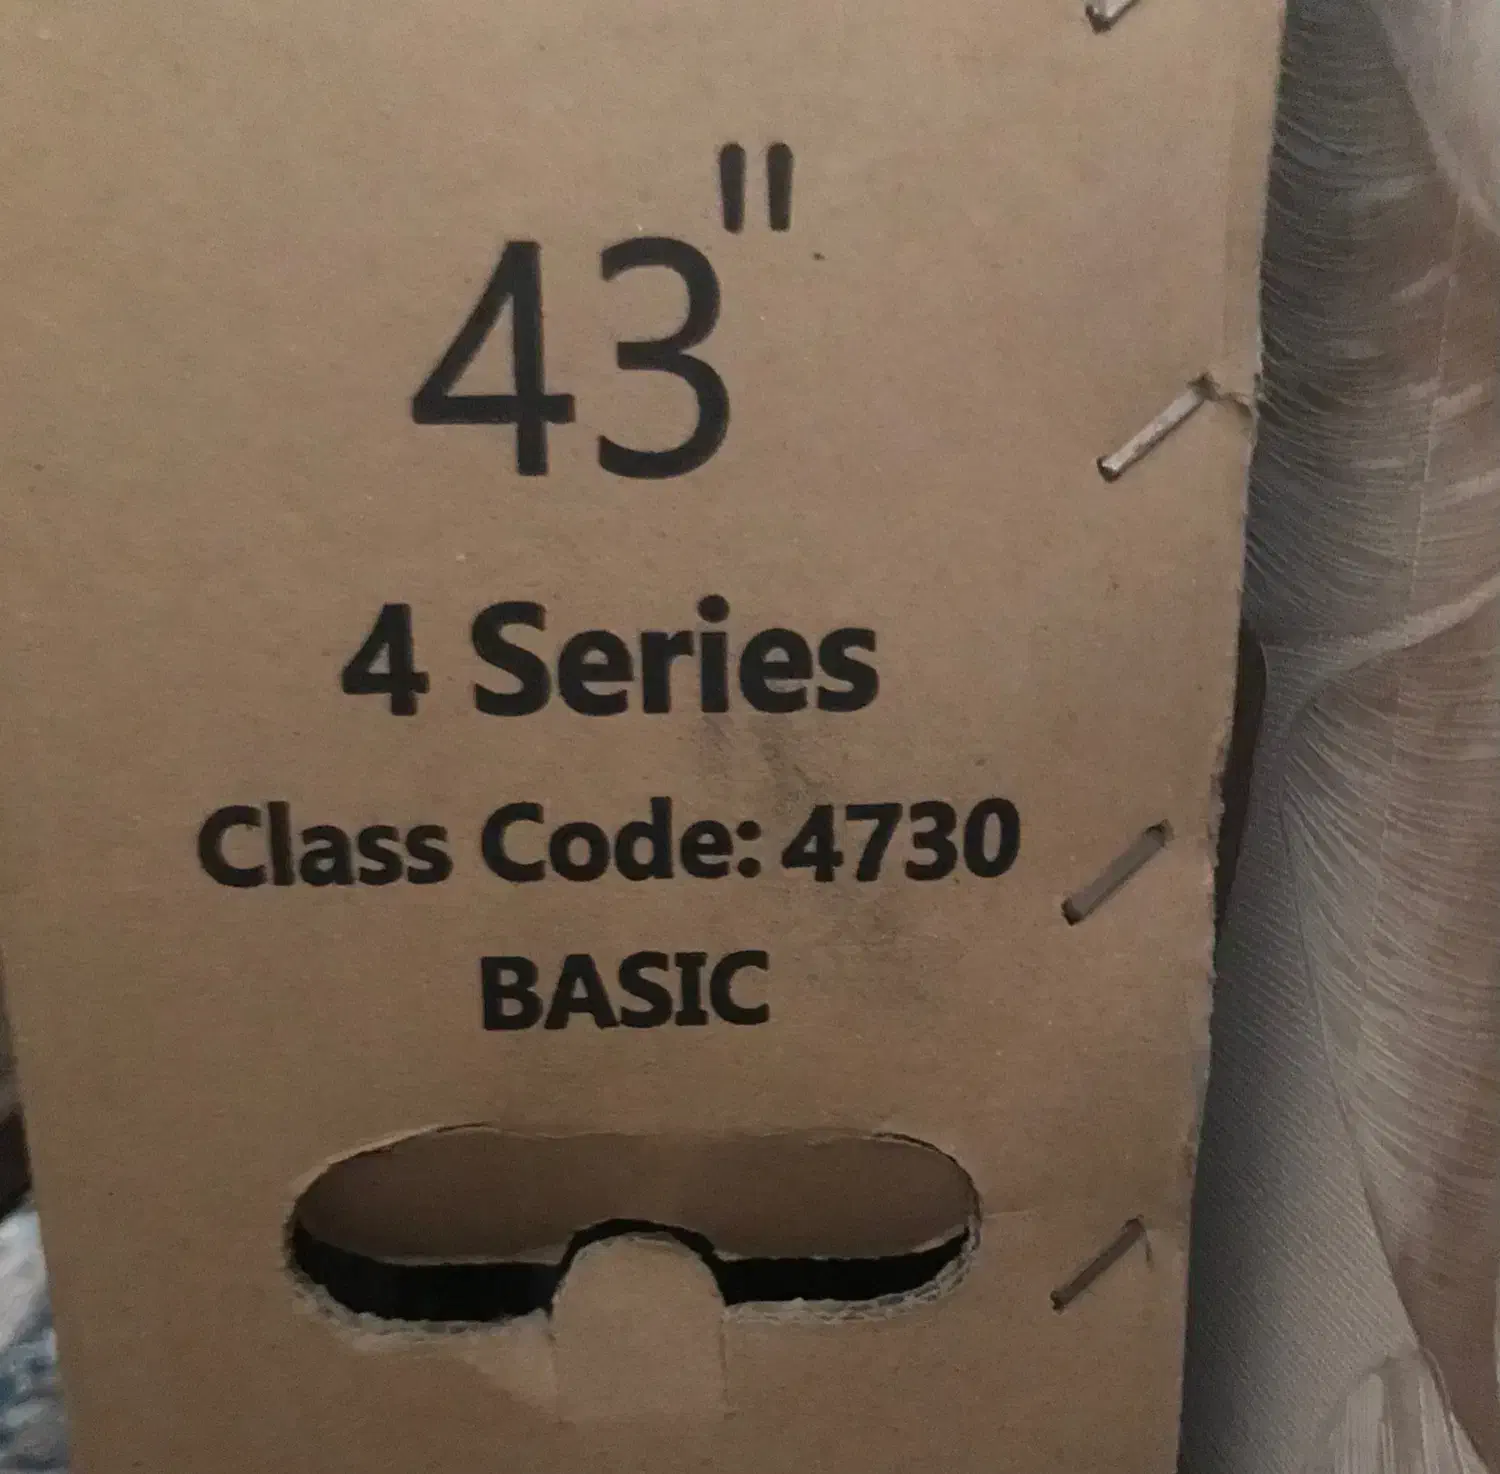 43"
4 Series
Class Code: 4730
BASIC